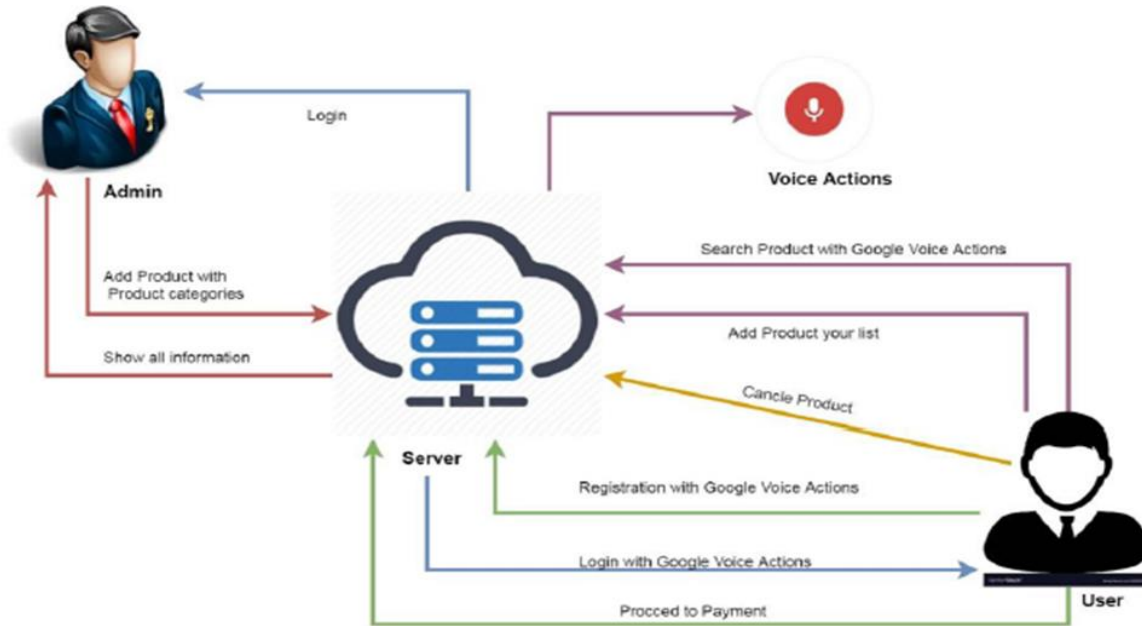 Login
Voice Actions
Admin
Search Product with Google Voice Actions
Add Product with
Product categories
Add Product your list
Show all information
Cancle Product
Server
Registration with Google Voice Actions
Login with Google Voice Actions
Procced to Payment
User